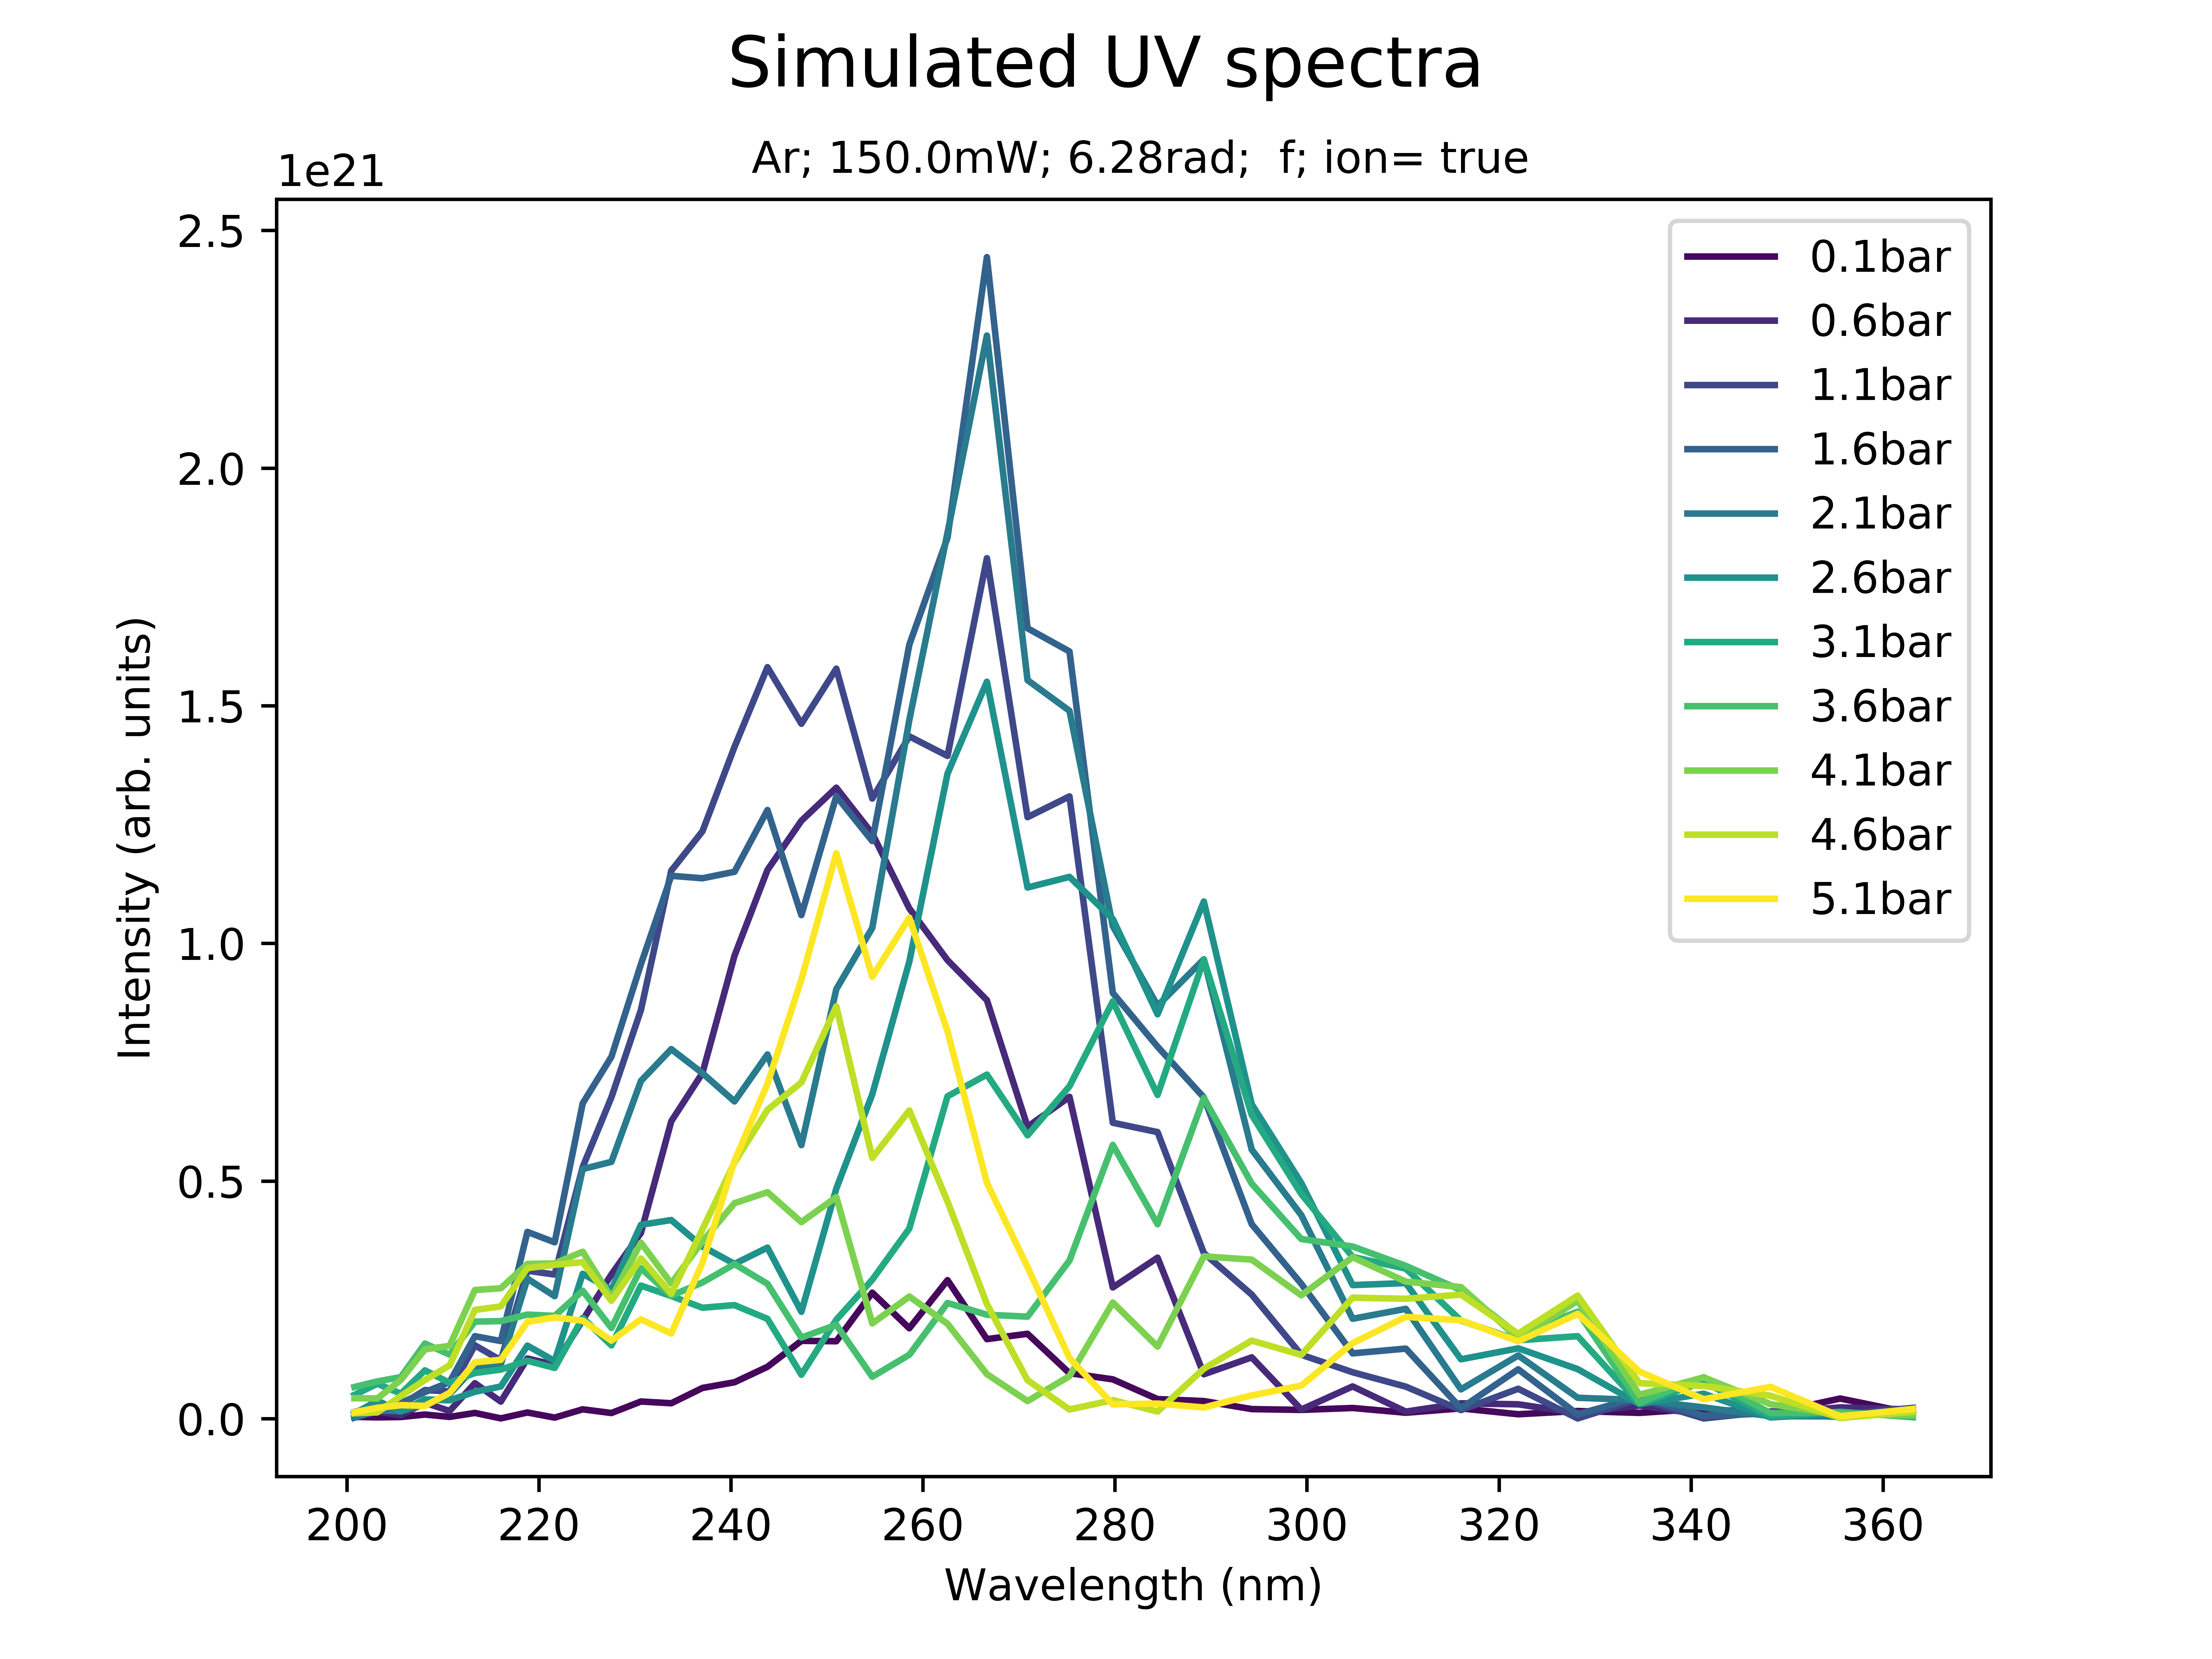 Simulated UV spectra
Ar; 150.0mW; 6.28rad;  f; ion= true
1e21
2.5
2.0
1.5
1.0
0.5
0.0
Intensity (arb. units)
0.1bar
0.6bar
1.1bar
1.6bar
2.1bar
2.6bar
3.1bar
3.6bar
4.1bar
4.6bar
5.1bar
200 220 240 260 280 300 320 340 360
Wavelength (nm)